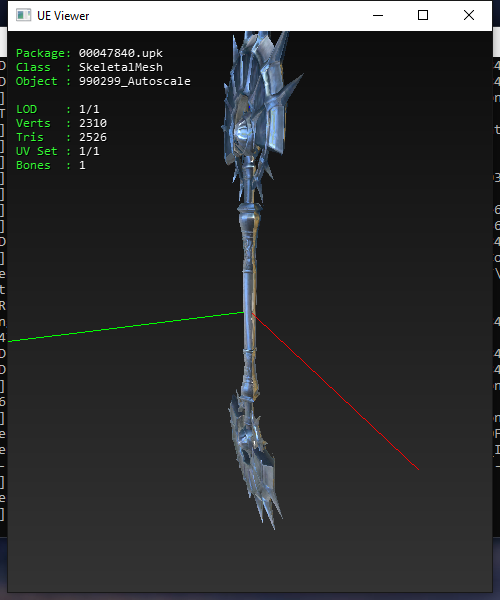 UE Viewer
Package: 00047840.upk
Class : SkeletalMesh
Object : 990299_Autoscale
LOD : 1/1
Verts : 2310
Tris : 2526
UV Set : 1/1
Bones : 1